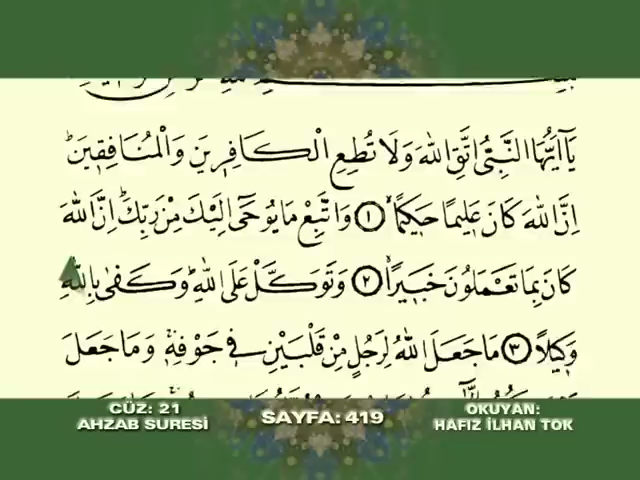 يَٓا اَيُّهَا النَّبِىُّ اتَّقِ اللّٰهَ وَلَا تُطِعِ الْكَافِر۪ينَ وَالْمُنَافِق۪ينَۜ
اِنَّ اللّٰهَ كَانَ عَل۪يمًا حَك۪يمًاۙ ﴿١﴾ وَاتَّبِعْ مَا يُوحٰٓى اِلَيْكَ مِنْ رَبِّكَۜ اِنَّ اللّٰهَ
كَانَ بِمَا تَعْمَلُونَ خَب۪يرًاۙ ﴿٢﴾ وَتَوَكَّلْ عَلَى اللّٰهِۜ وَكَفٰى بِاللّٰهِ
وَك۪يلًا ﴿٣﴾ مَا جَعَلَ اللّٰهُ لِرَجُلٍ مِنْ قَلْبَيْنِ ف۪ى جَوْفِه۪ۚ وَمَا جَعَلَ
CÜZ: 21
AHZAB SURESİ
SAYFA: 419
OKUYAN:
HAFIZ İLHAN TOK